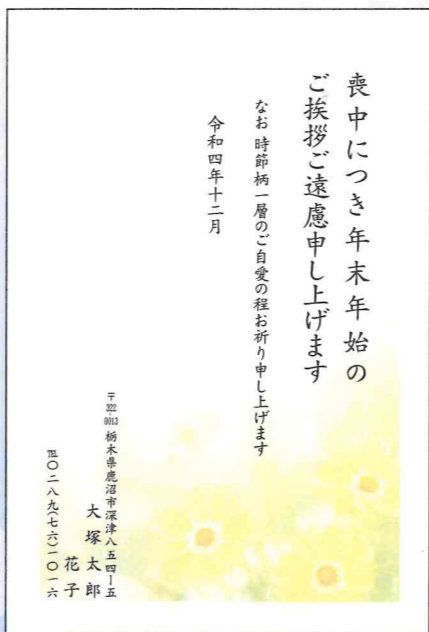 喪中につき年末年始の
ご挨拶ご遠慮申し上げます
なお 時節柄一層のご自愛の程お祈り申し上げます
令和四年十二月
〒322-0013 栃木県鹿沼市深津八五四ー五
大塚太郎
花子
℡〇二八九(七六)一〇一六